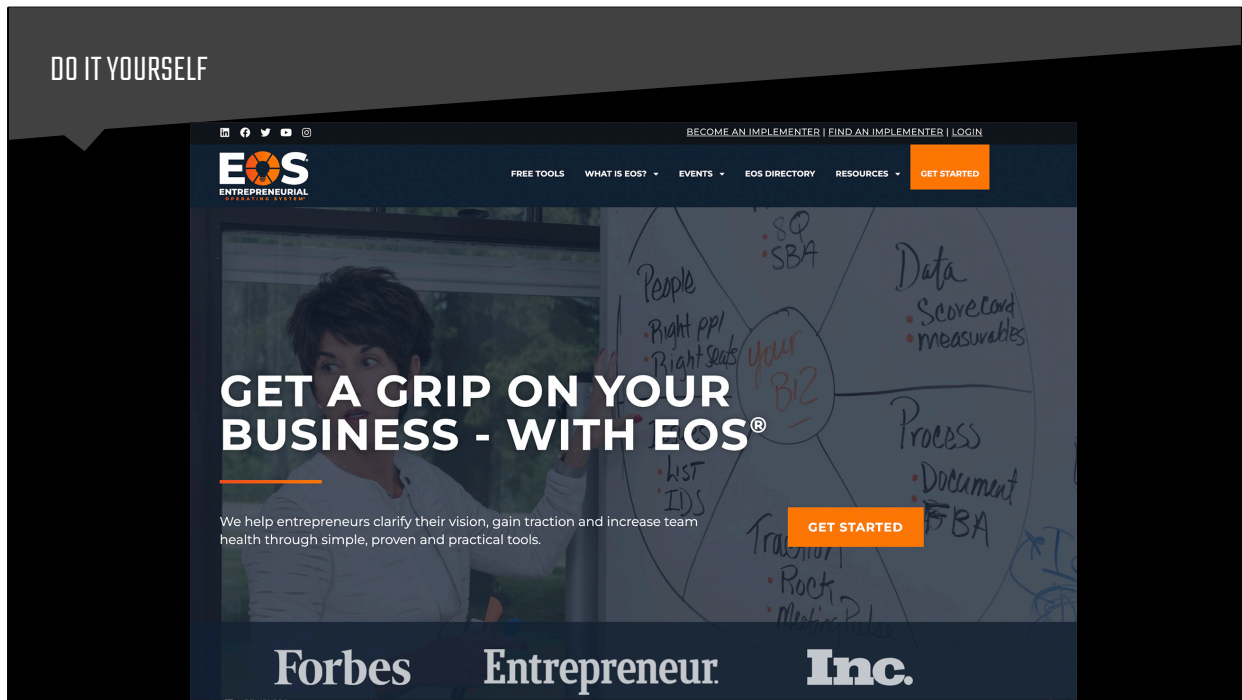 DO IT YOURSELF
BECOME AN IMPLEMENTER | FIND AN IMPLEMENTER | LOGIN
EOS
ENTREPRENEURIAL
OPERATING SYSTEM
FREE TOOLS WHAT IS EOS? EVENTS EOS DIRECTORY RESOURCES GET STARTED
SQ
SBA
People
Right ppl
Right Seats
Data
Scorecard
measurables
your
BIZ
GET A GRIP ON YOUR
BUSINESS - WITH EOS®
LIST
IDS
Process
Document
FBA
We help entrepreneurs clarify their vision, gain traction and increase team
health through simple, proven and practical tools.
GET STARTED
Traction
Rock
Meeting Pulse
Forbes Entrepreneur. Inc.